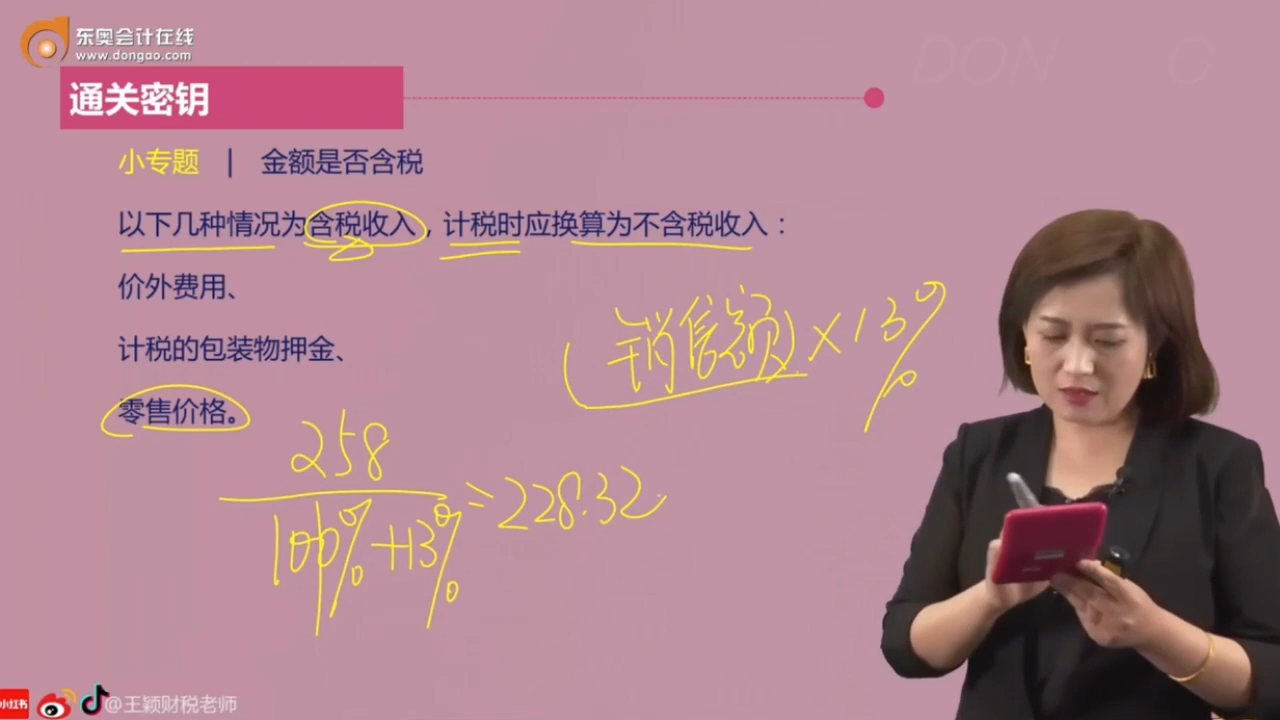 东奥会计在线
www.dongao.com
DON G
通关密钥
小专题 | 金额是否含税
以下几种情况为含税收入，计税时应换算为不含税收入：
价外费用、
计税的包装物押金、
零售价格。
(销售额)×13%
258
100%+13%
=228.32
小红书
@王颖财税老师